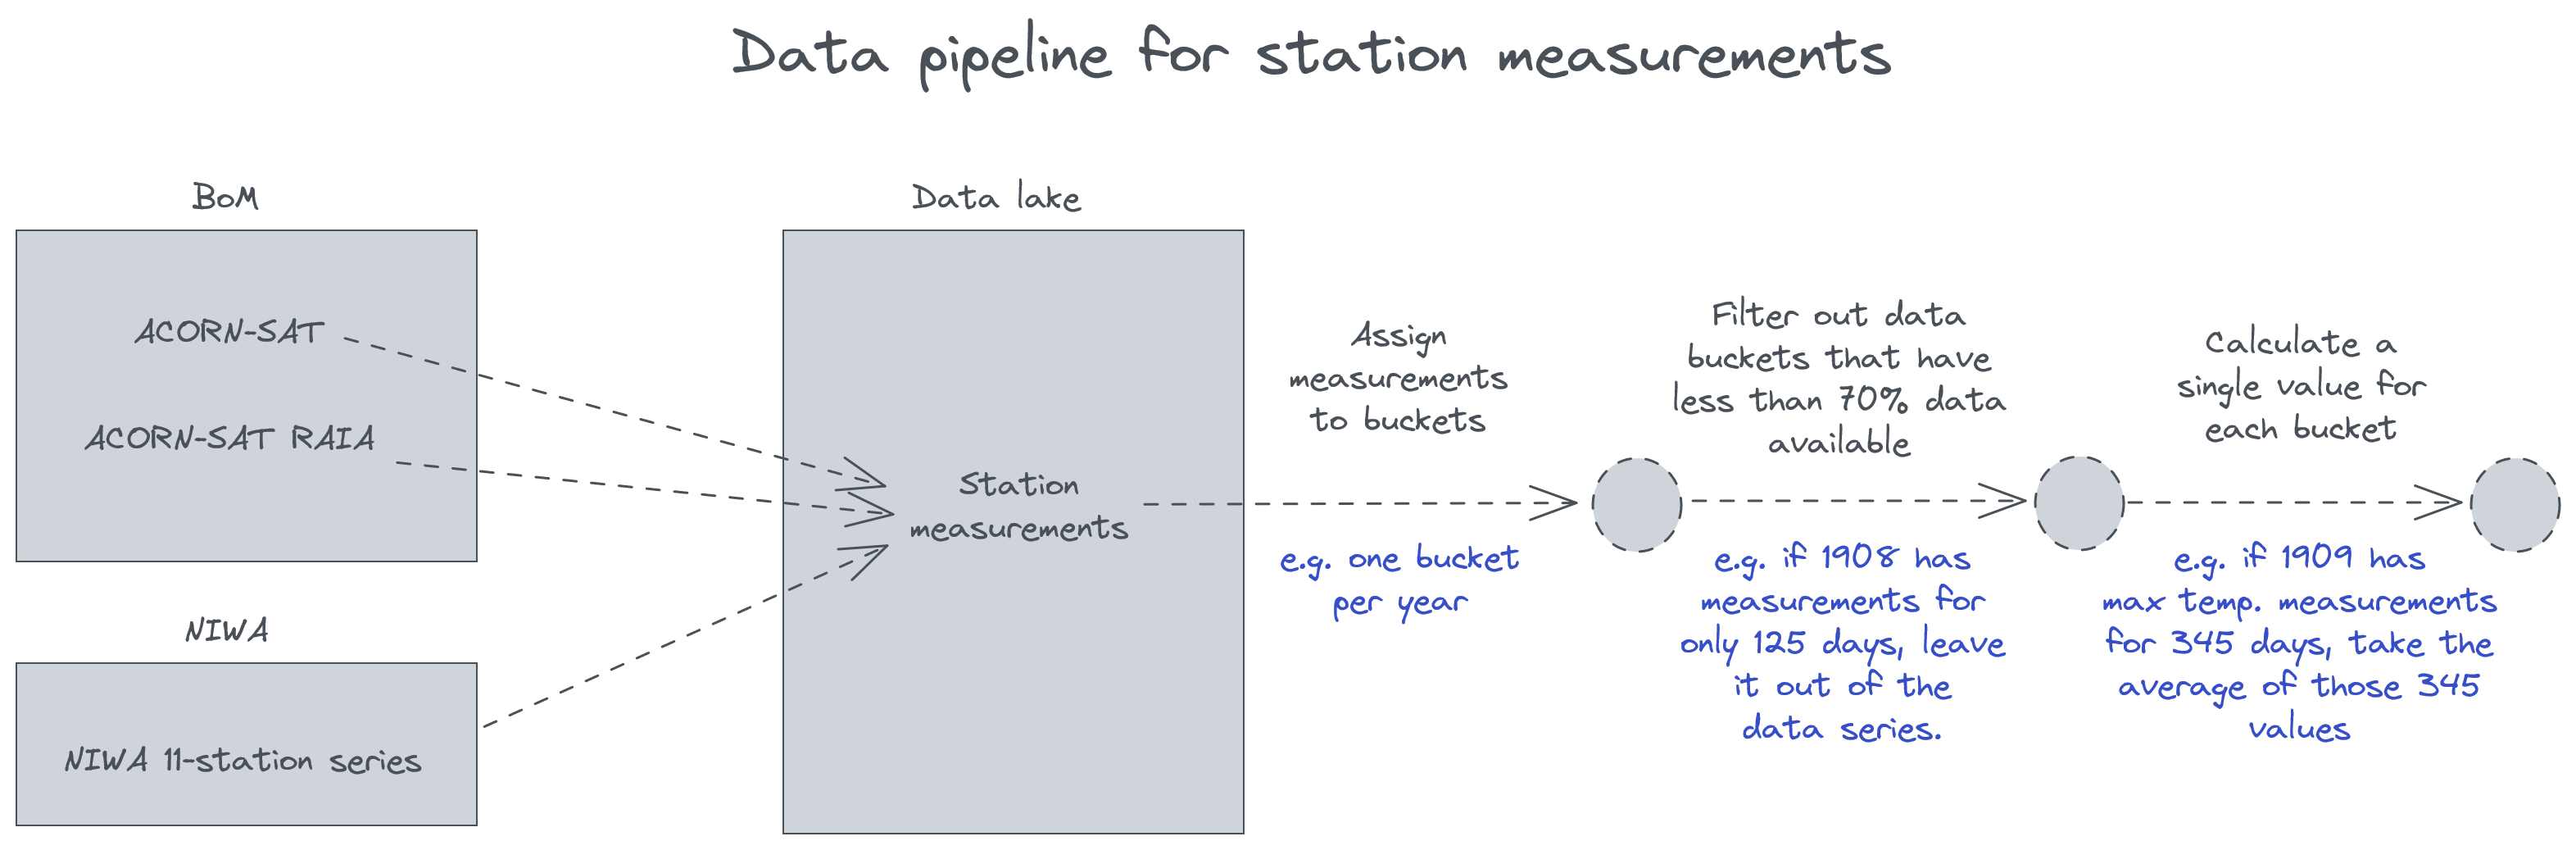 Data pipeline for station measurements
BoM
ACORN-SAT
ACORN-SAT RAIA
NIWA
NIWA 11-station series
Data lake
Station
measurements
Assign
measurements
to buckets
e.g. one bucket
per year
Filter out data
buckets that have
less than 70% data
available
e.g. if 1908 has
measurements for
only 125 days, leave
it out of the
data series.
Calculate a
single value for
each bucket
e.g. if 1909 has
max temp. measurements
for 345 days, take the
average of those 345
values